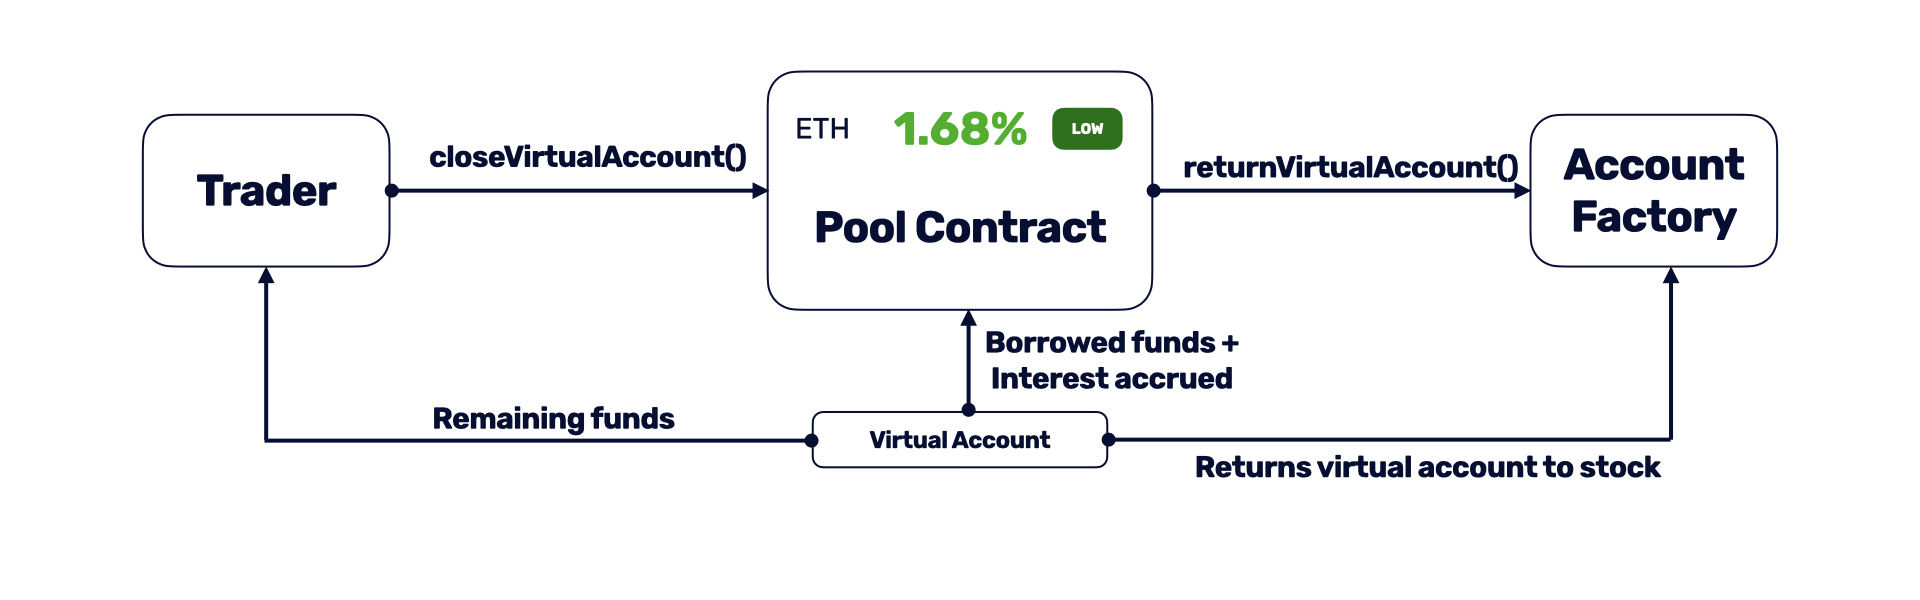 Trader
closeVirtualAccount()
ETH 1.68% LOW
Pool Contract
returnVirtualAccount()
Account
Factory
Borrowed funds +
Interest accrued
Remaining funds
Virtual Account
Returns virtual account to stock